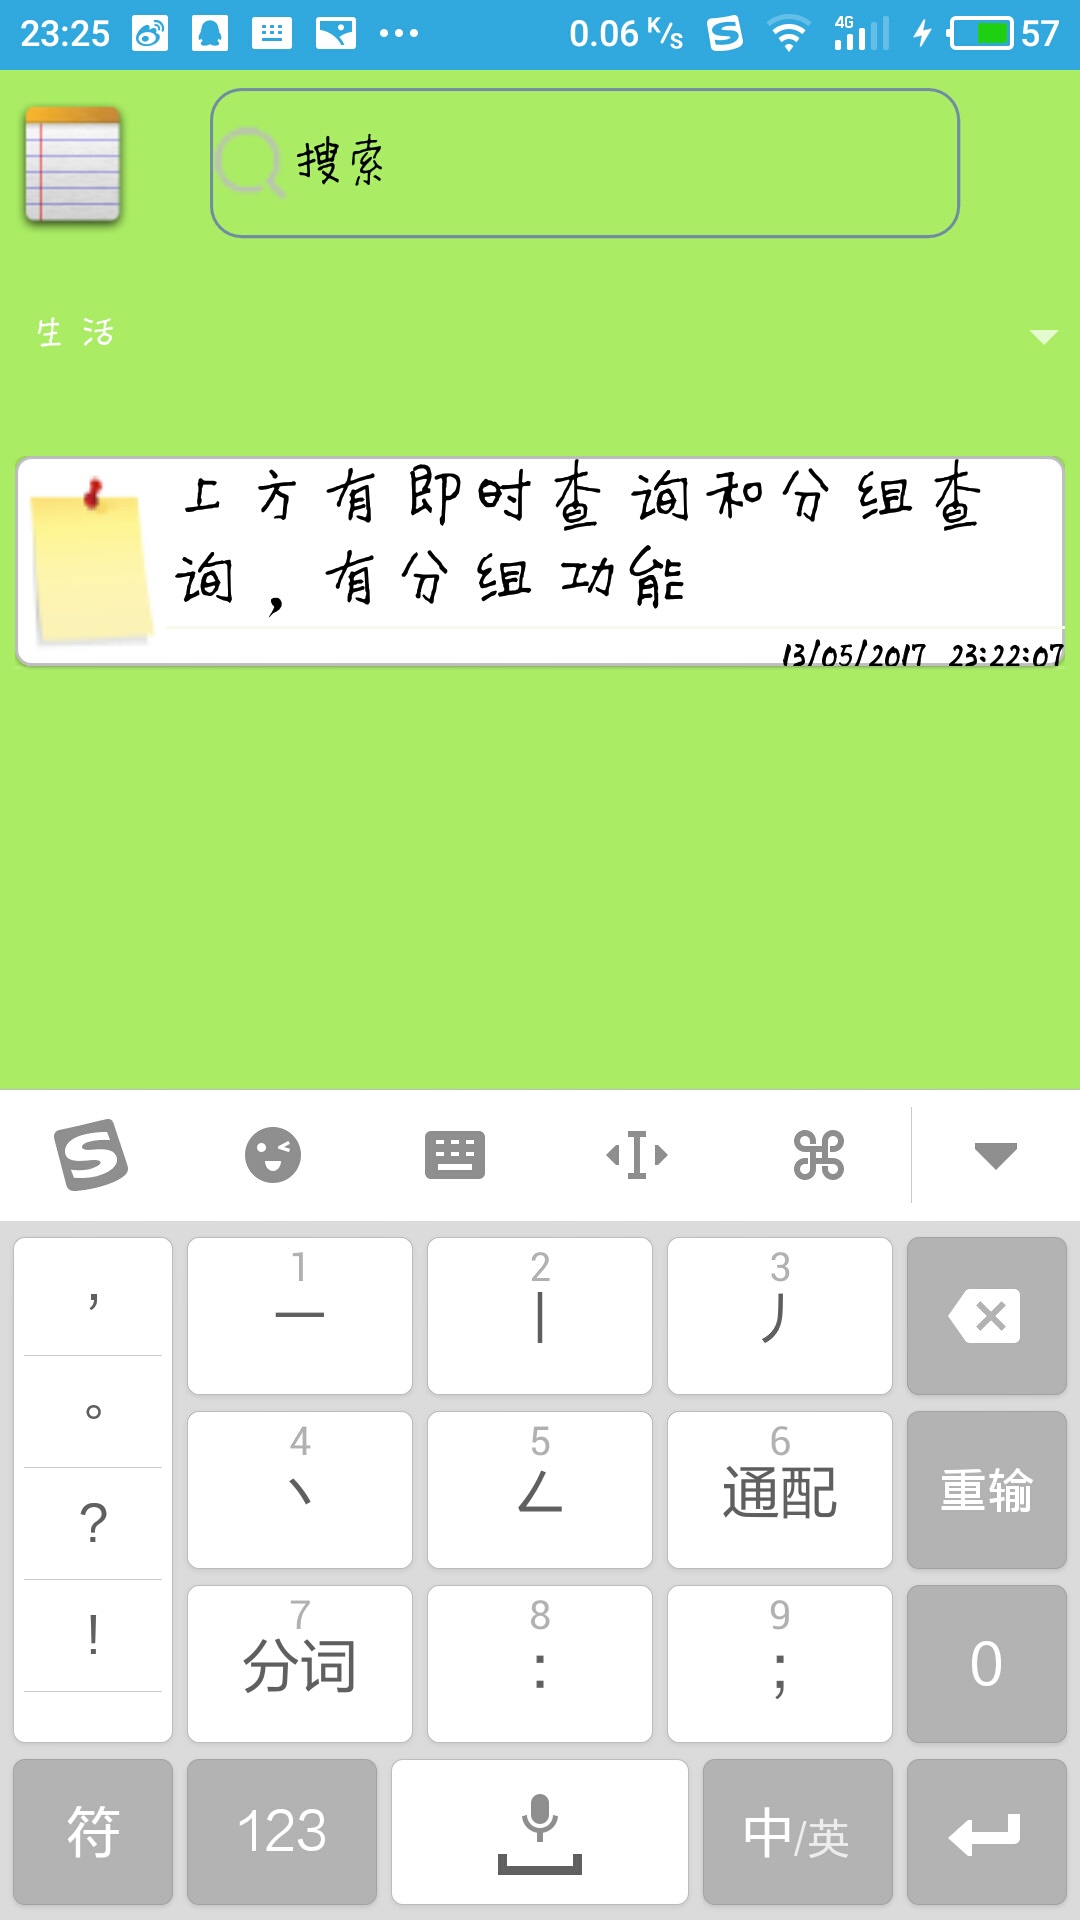 23:25 0.06 K/S 4G 57
搜索
生活
上方有即时查询和分组查
询，有分组功能
13/05/2017 23:22:07
， 1 一 2 丨 3 丿
。 4 丶 5 ∠ 6 通配 重输
?
! 7 分词 8 : 9 ; 0
符 123 中/英